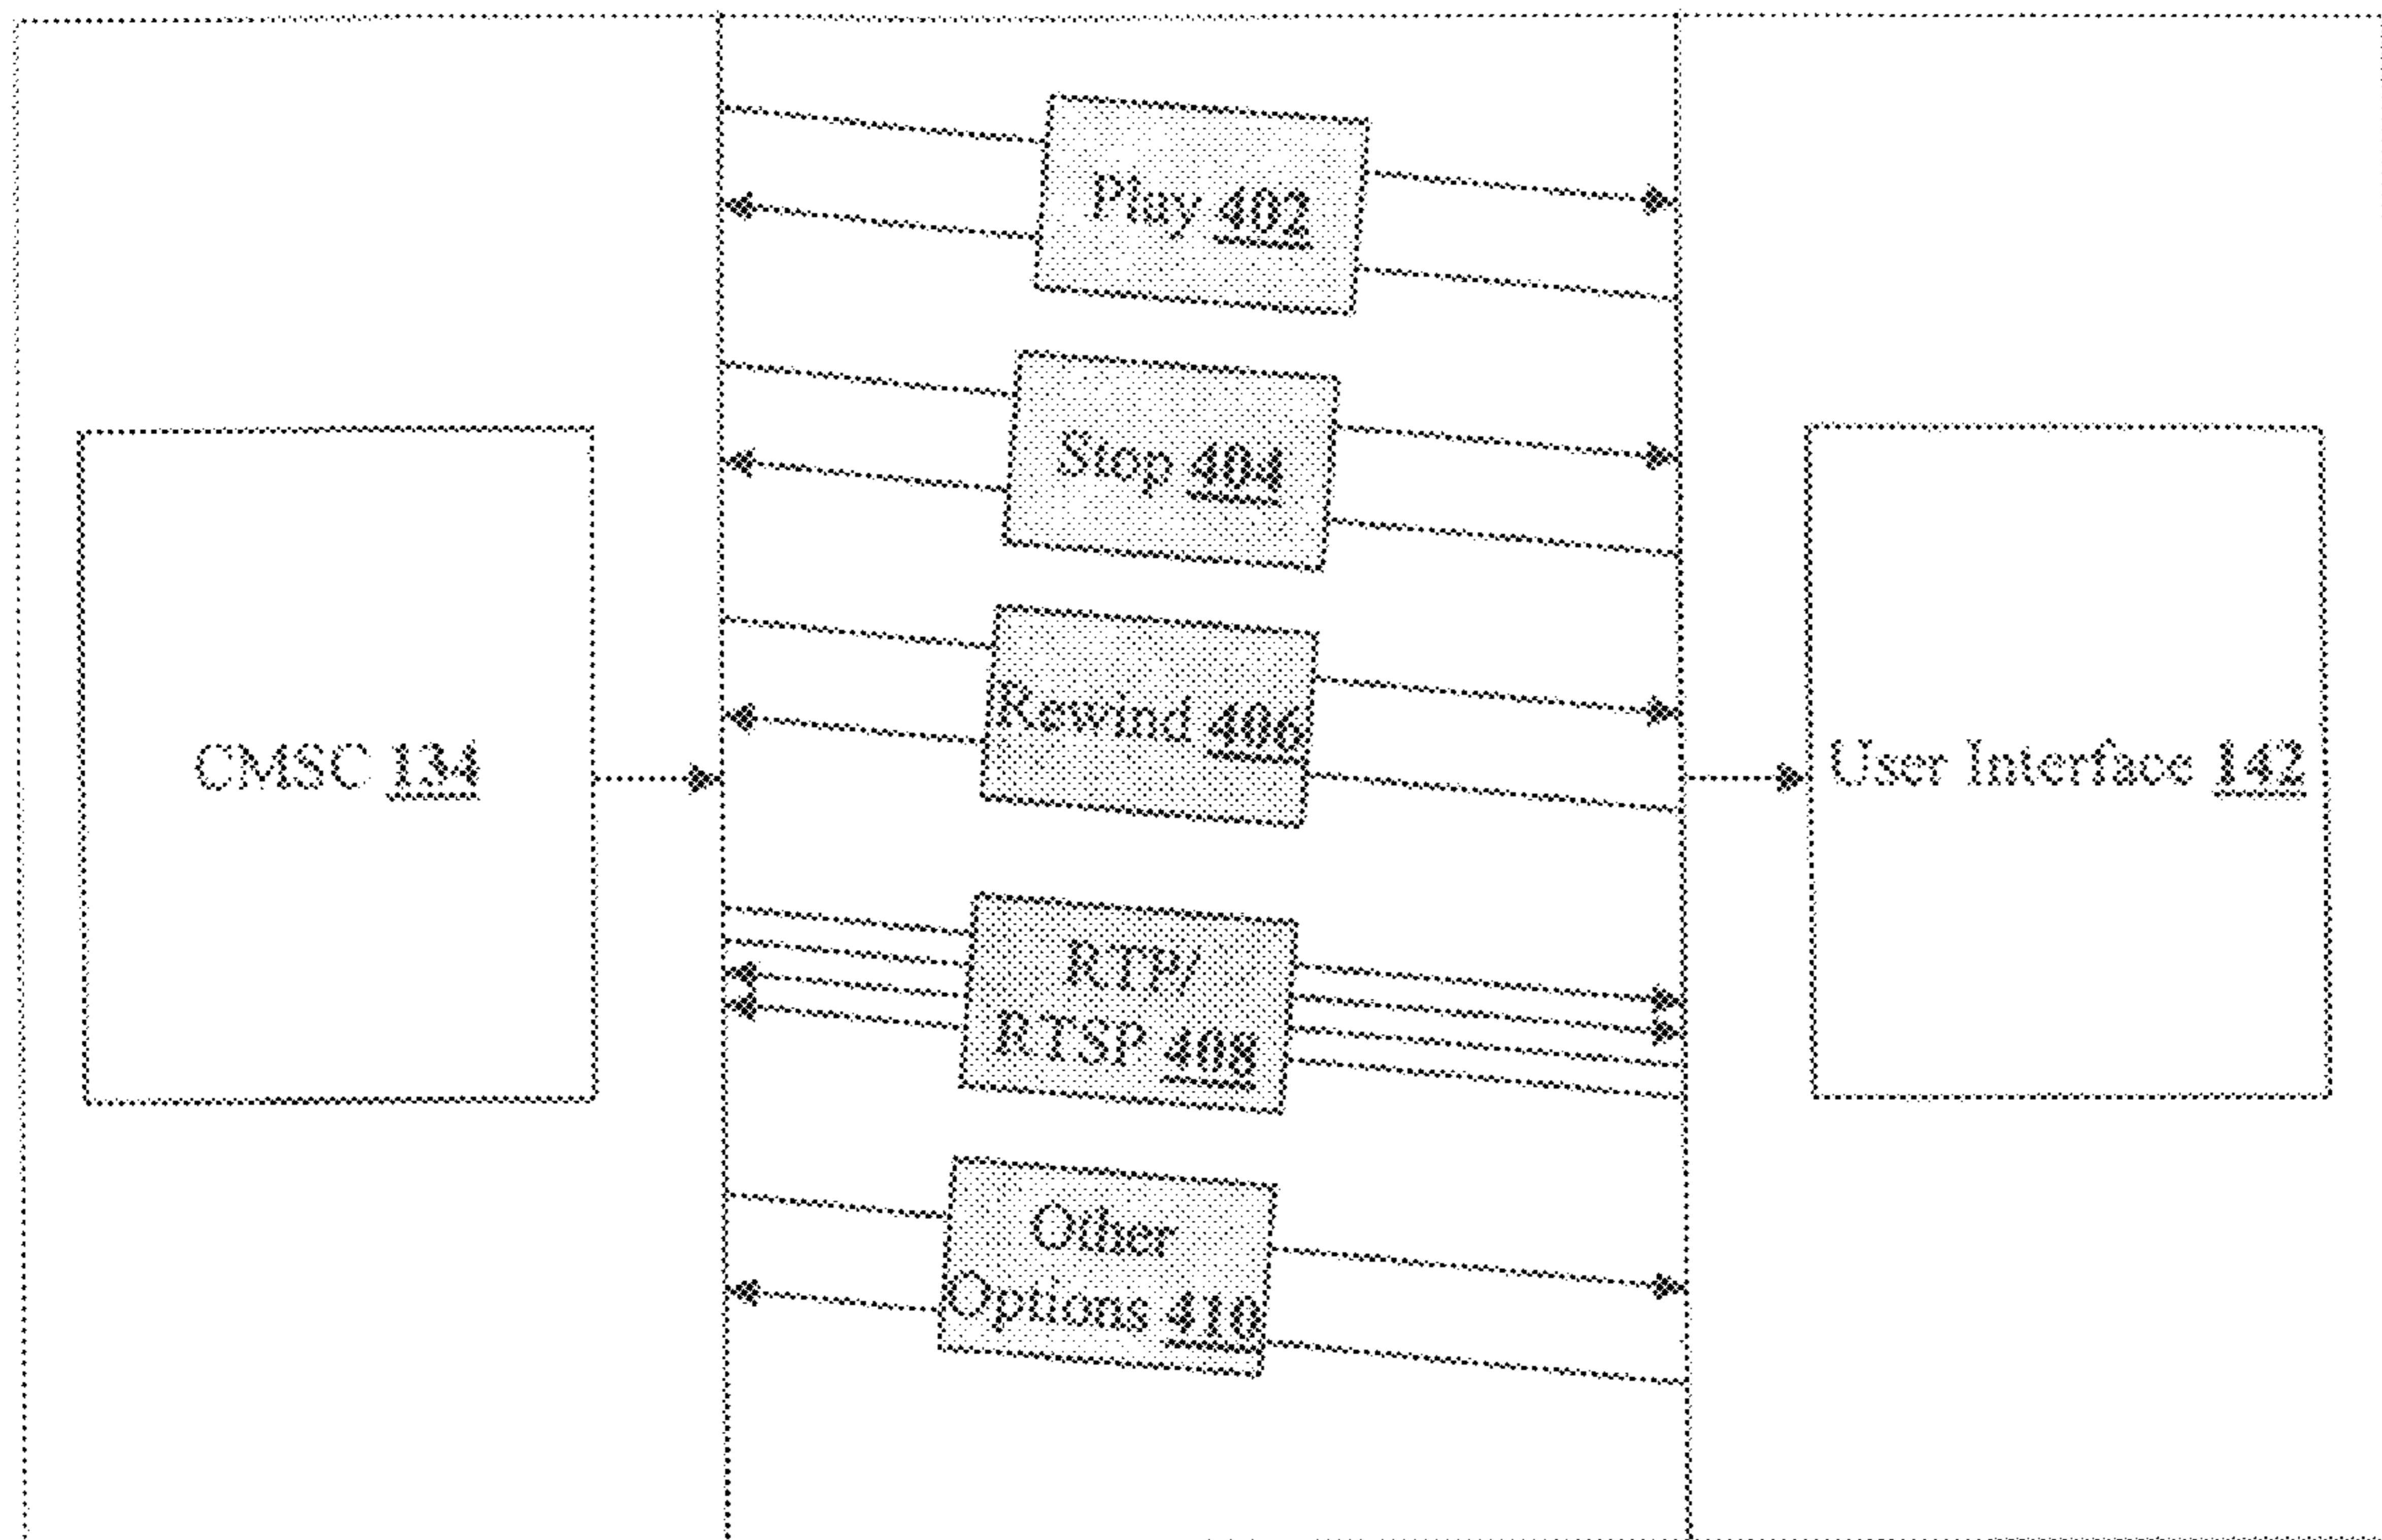 Play 402
Stop 404
Rewind 406
CMSC 134
User Interface 142
RTP/
RTSP 408
Other
Options 410